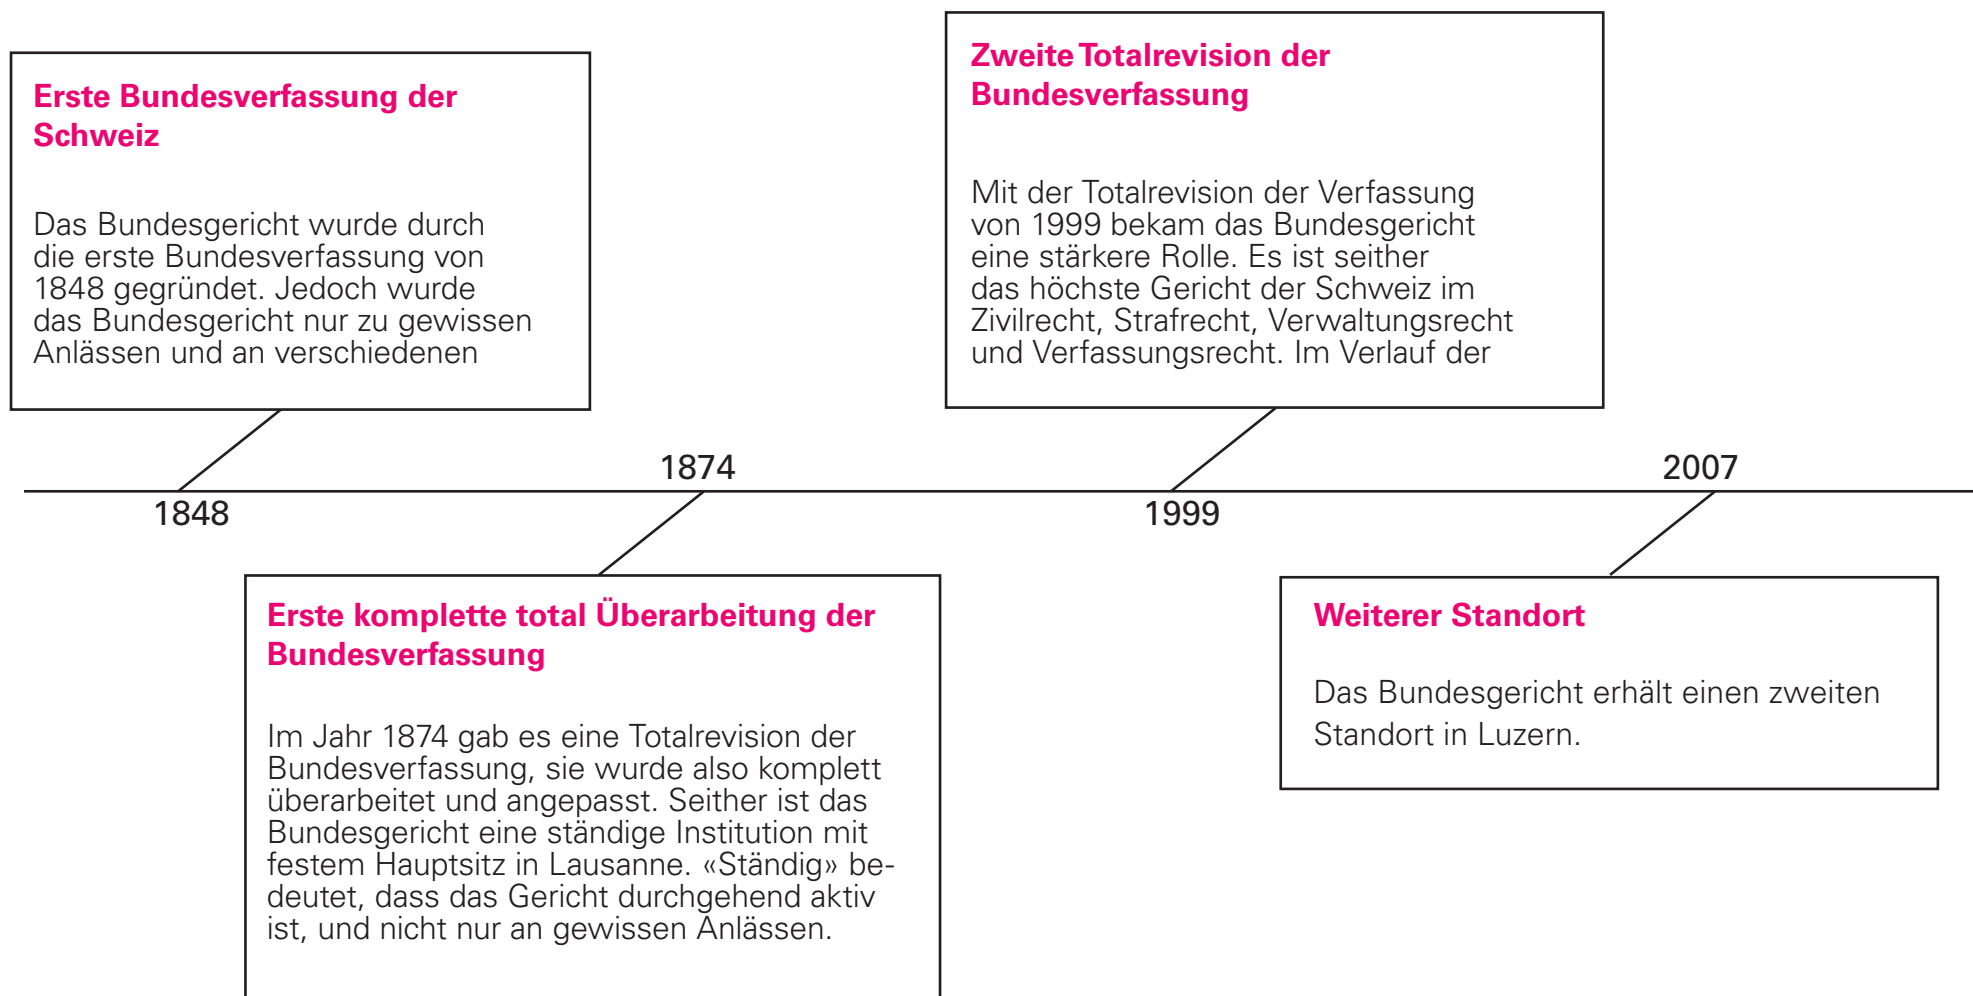 Erste Bundesverfassung der
Schweiz
Das Bundesgericht wurde durch
die erste Bundesverfassung von
1848 gegründet. Jedoch wurde
das Bundesgericht nur zu gewissen
Anlässen und an verschiedenen
Zweite Totalrevision der
Bundesverfassung
Mit der Totalrevision der Verfassung
von 1999 bekam das Bundesgericht
eine stärkere Rolle. Es ist seither
das höchste Gericht der Schweiz im
Zivilrecht, Strafrecht, Verwaltungsrecht
und Verfassungsrecht. Im Verlauf der
1848
1874
1999
2007
Erste komplette total Überarbeitung der
Bundesverfassung
Im Jahr 1874 gab es eine Totalrevision der
Bundesverfassung, sie wurde also komplett
überarbeitet und angepasst. Seither ist das
Bundesgericht eine ständige Institution mit
festem Hauptsitz in Lausanne. «Ständig» be-
deutet, dass das Gericht durchgehend aktiv
ist, und nicht nur an gewissen Anlässen.
Weiterer Standort
Das Bundesgericht erhält einen zweiten
Standort in Luzern.